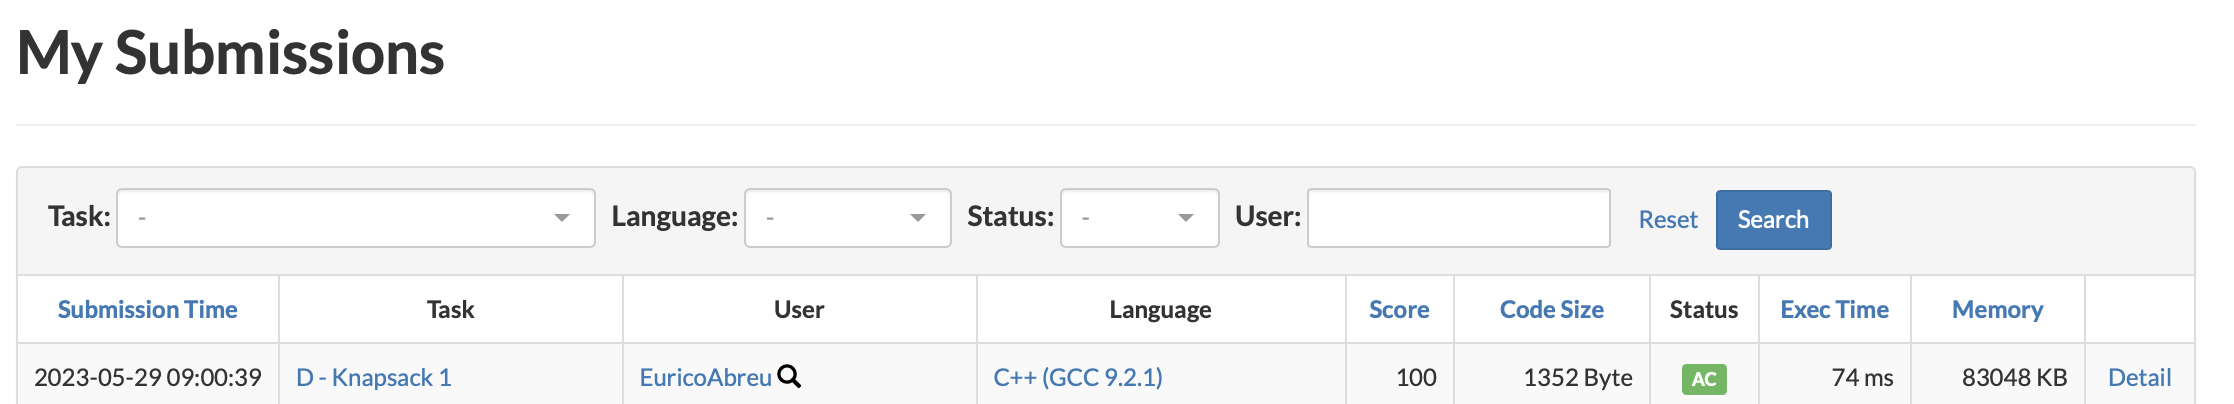 My Submissions
Task: - Language: - Status: - User: Reset Search
Submission Time Task User Language Score Code Size Status Exec Time Memory
2023-05-29 09:00:39 D - Knapsack 1 EuricoAbreu C++ (GCC 9.2.1) 100 1352 Byte AC 74 ms 83048 KB Detail